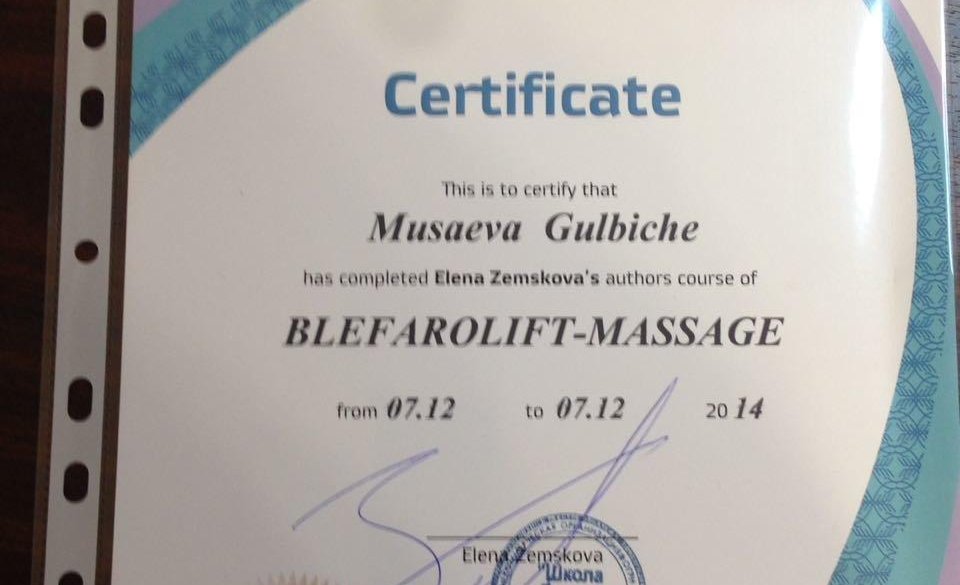 Certificate
This is to certify that
Musaeva Gulbiche
has completed Elena Zemskova's authors course of
BLEFAROLIFT-MASSAGE
from 07.12 to 07.12 2014
Elena Zemskova
"Школа